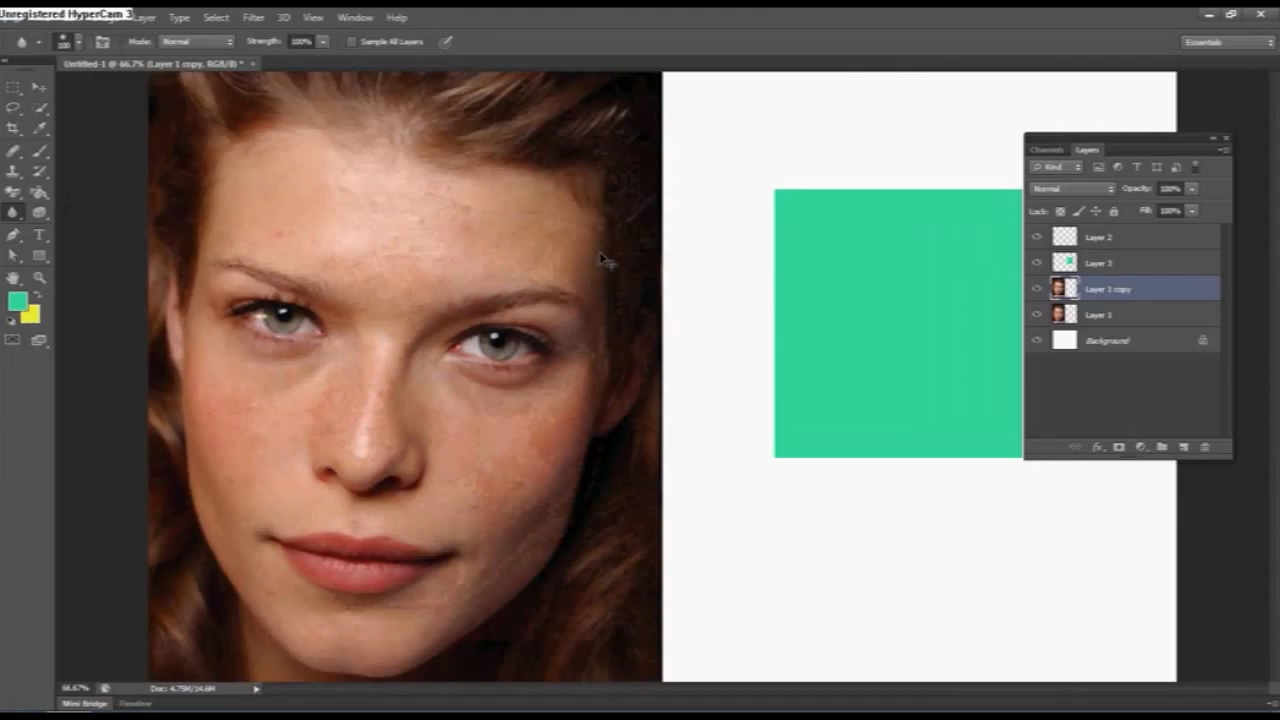 Unregistered HyperCam 3
Layer Type Select Filter 3D View Window Help
Mode: Normal Strength: 100% Sample All Layers Essentials
Untitled-1 @ 66.7% (Layer 1 copy, RGB/8) *
Channels Layers
Kind
Normal Opacity: 100%
Lock: Fill: 100%
Layer 2
Layer 3
Layer 1 copy
Layer 1
Background
66.67% Doc: 4.75M/14.6M
Mini Bridge Timeline